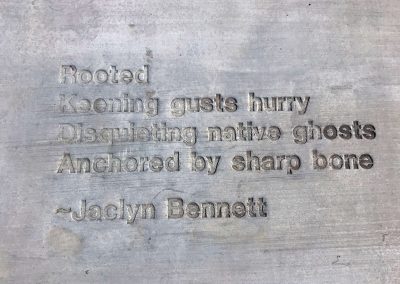 Rooted
Keening gusts hurry
Disquieting native ghosts
Anchored by sharp bone
~Jaclyn Bennett